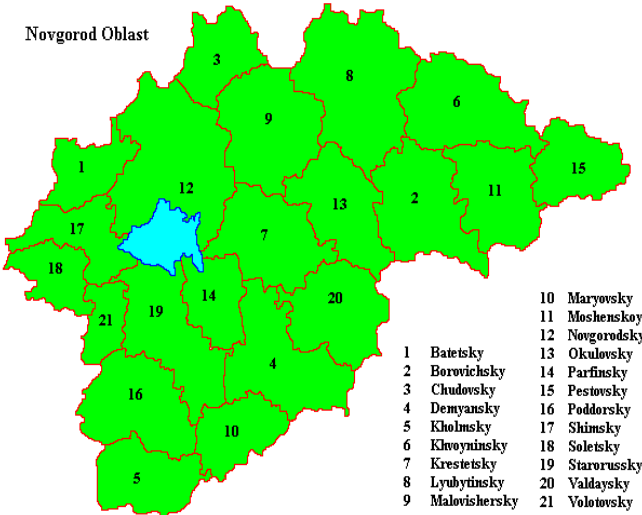 Novgorod Oblast
3
8
9
6
1
15
12
2
11
13
17
7
18
14
20
19
21
4
16
10
5
1 Batetsky
2 Borovichsky
3 Chudovsky
4 Demyansky
5 Kholmsky
6 Khvoyninsky
7 Krestetsky
8 Lyubytinsky
9 Malovishersky
10 Maryovsky
11 Moshenskoy
12 Novgorodsky
13 Okulovsky
14 Parfinsky
15 Pestovsky
16 Poddorsky
17 Shimsky
18 Soletsky
19 Starorussky
20 Valdaysky
21 Volotovsky